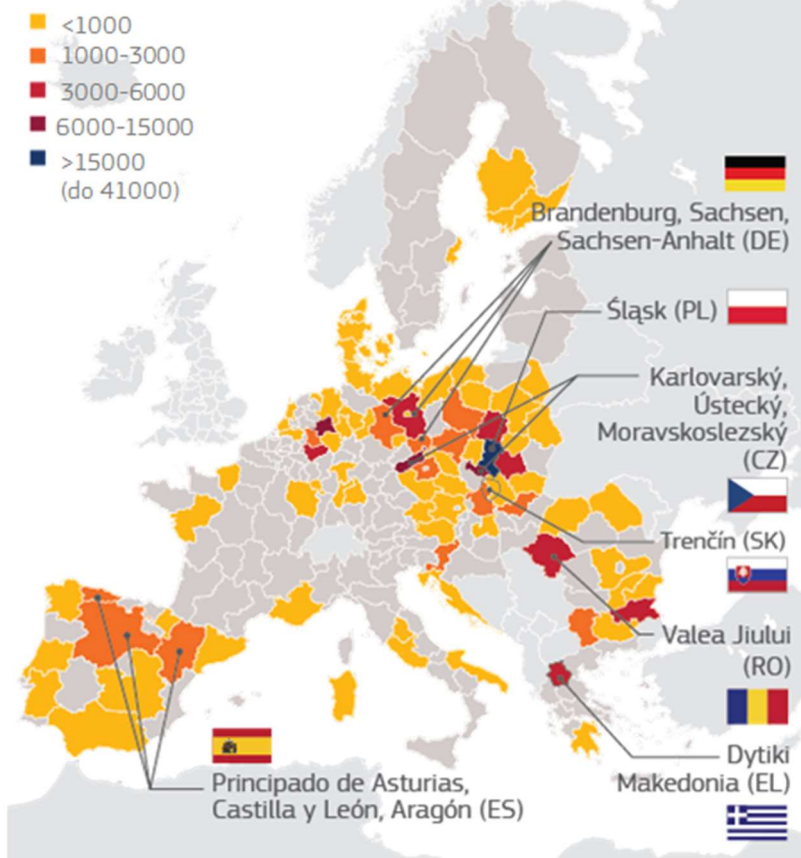 <1000
1000-3000
3000-6000
6000-15000
>15000
(do 41000)
Brandenburg, Sachsen,
Sachsen-Anhalt (DE)
Śląsk (PL)
Karlovarský,
Ústecký,
Moravskoslezský
(CZ)
Trenčín (SK)
Valea Jiului
(RO)
Dytiki
Makedonia (EL)
Principado de Asturias,
Castilla y León, Aragón (ES)